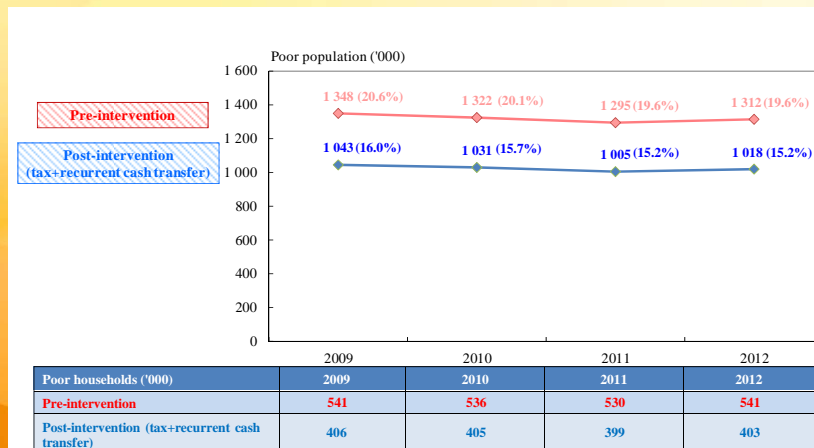 Poor population ('000)
1 600
1 400
1 200
1 000
800
600
400
200
0
Pre-intervention
Post-intervention
(tax+recurrent cash transfer)
1 348 (20.6%)
1 322 (20.1%)
1 295 (19.6%)
1 312 (19.6%)
1 043 (16.0%)
1 031 (15.7%)
1 005 (15.2%)
1 018 (15.2%)
2009 2010 2011 2012
Poor households ('000) 2009 2010 2011 2012
Pre-intervention 541 536 530 541
Post-intervention (tax+recurrent cash
transfer) 406 405 399 403